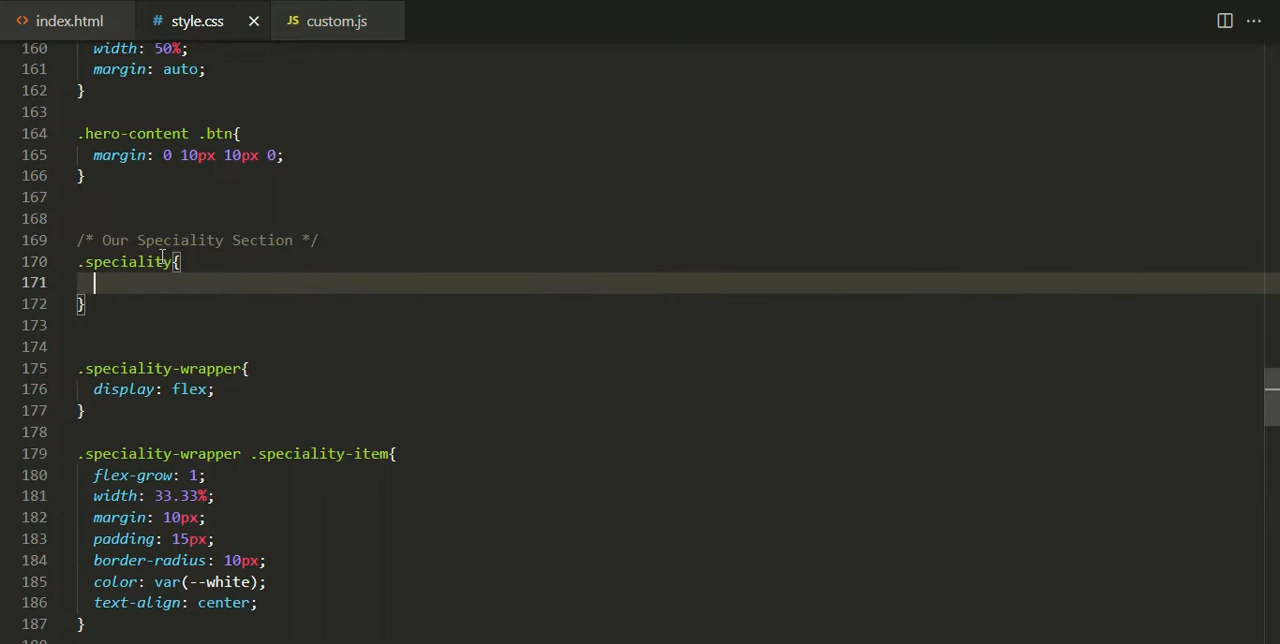 <> index.html # style.css × JS custom.js ...
160 width: 50%;
161 margin: auto;
162 }
163
164 .hero-content .btn{
165 margin: 0 10px 10px 0;
166 }
167
168
169 /* Our Speciality Section */
170 .speciality{
171
172 }
173
174
175 .speciality-wrapper{
176 display: flex;
177 }
178
179 .speciality-wrapper .speciality-item{
180 flex-grow: 1;
181 width: 33.33%;
182 margin: 10px;
183 padding: 15px;
184 border-radius: 10px;
185 color: var(--white);
186 text-align: center;
187 }
188